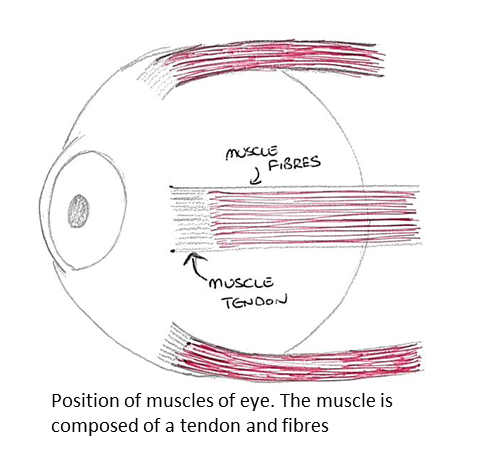 MUSCLE
FIBRES
MUSCLE
TENDON
Position of muscles of eye. The muscle is
composed of a tendon and fibres